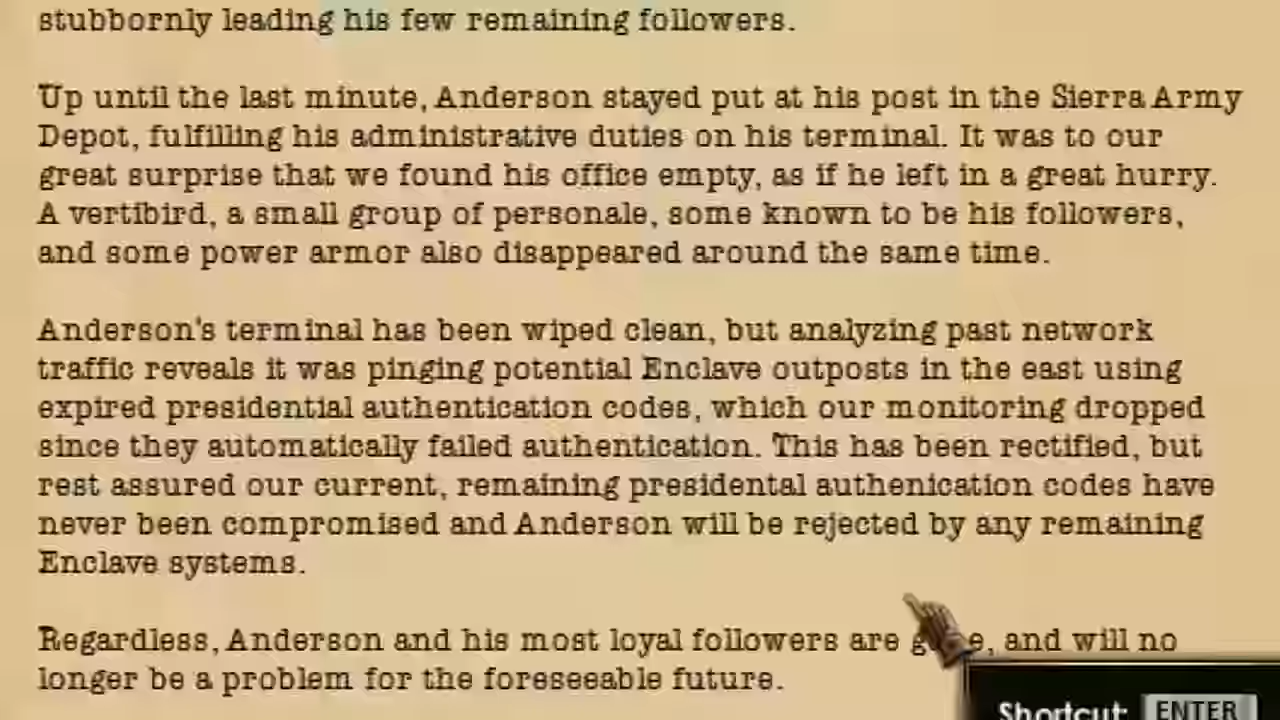 stubbornly leading his few remaining followers.
Up until the last minute, Anderson stayed put at his post in the Sierra Army
Depot, fulfilling his administrative duties on his terminal. It was to our
great surprise that we found his office empty, as if he left in a great hurry.
A vertibird, a small group of personale, some known to be his followers,
and some power armor also disappeared around the same time.
Anderson's terminal has been wiped clean, but analyzing past network
traffic reveals it was pinging potential Enclave outposts in the east using
expired presidential authentication codes, which our monitoring dropped
since they automatically failed authentication. This has been rectified, but
rest assured our current, remaining presidental authenication codes have
never been compromised and Anderson will be rejected by any remaining
Enclave systems.
Regardless, Anderson and his most loyal followers are , and will no
longer be a problem for the foreseeable future.
Shortcut: ENTER